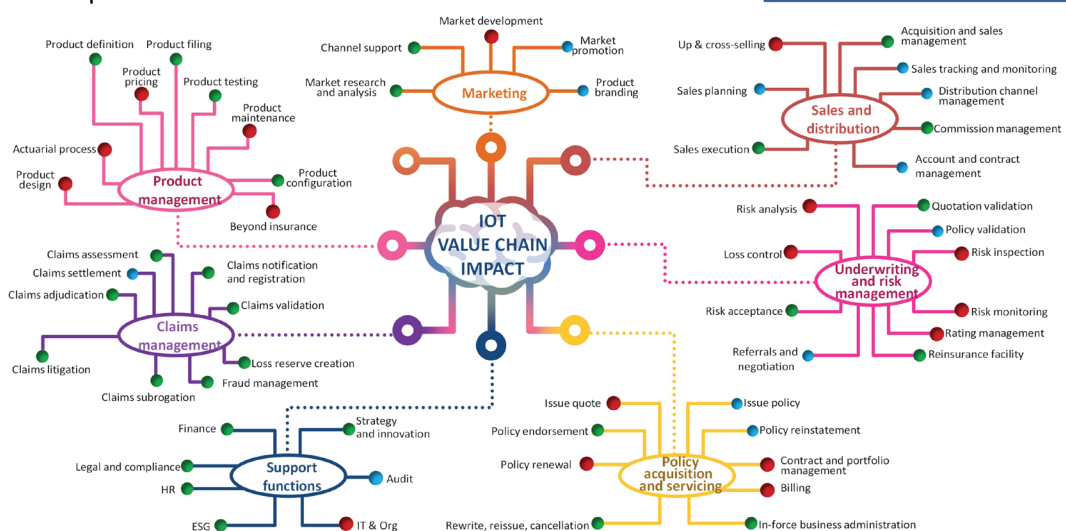 Market development
Channel support
Market
promotion
Market research
and analysis
Product
branding
Marketing
Product definition
Product filing
Product
pricing
Product testing
Product
maintenance
Actuarial process
Product
design
Product
configuration
Beyond insurance
Product
management
Up & cross-selling
Acquisition and sales
management
Sales tracking and monitoring
Sales planning
Distribution channel
management
Commission management
Sales execution
Account and contract
management
Sales and
distribution
IOT
VALUE CHAIN
IMPACT
Claims assessment
Claims settlement
Claims notification
and registration
Claims adjudication
Claims validation
Claims litigation
Loss reserve creation
Fraud management
Claims subrogation
Claims
management
Risk analysis
Quotation validation
Policy validation
Loss control
Risk inspection
Underwriting
and risk
management
Risk acceptance
Risk monitoring
Rating management
Referrals and
negotiation
Reinsurance facility
Finance
Strategy
and innovation
Legal and compliance
HR
Audit
ESG
IT & Org
Support
functions
Issue quote
Issue policy
Policy endorsement
Policy reinstatement
Policy renewal
Contract and portfolio
management
Billing
Rewrite, reissue, cancellation
In-force business administration
Policy
acquisition
and servicing